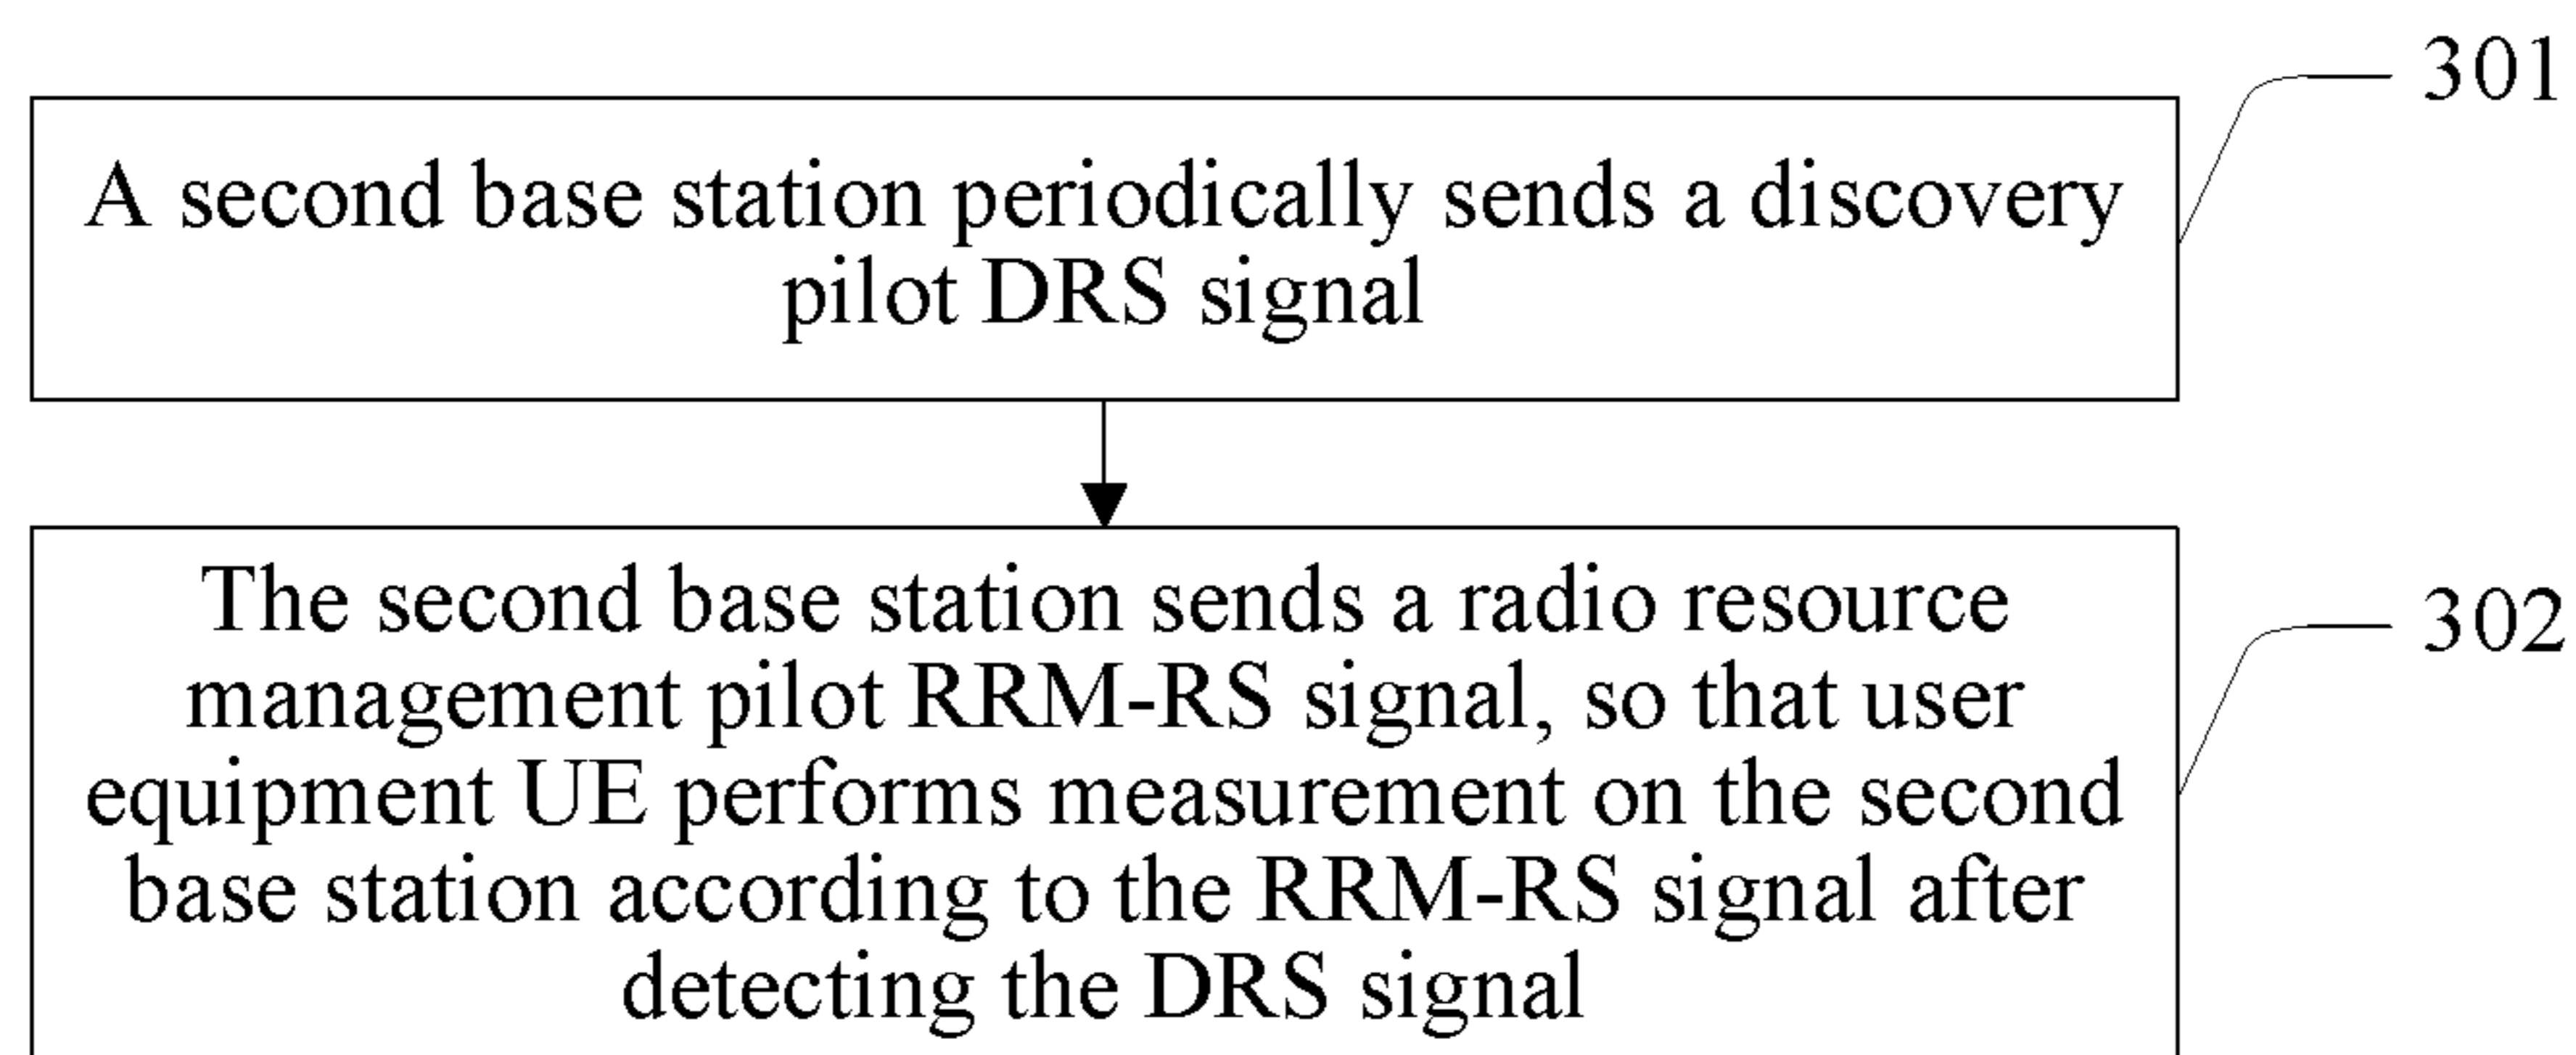 301
A second base station periodically sends a discovery
pilot DRS signal
The second base station sends a radio resource
management pilot RRM-RS signal, so that user
equipment UE performs measurement on the second
base station according to the RRM-RS signal after
detecting the DRS signal
302